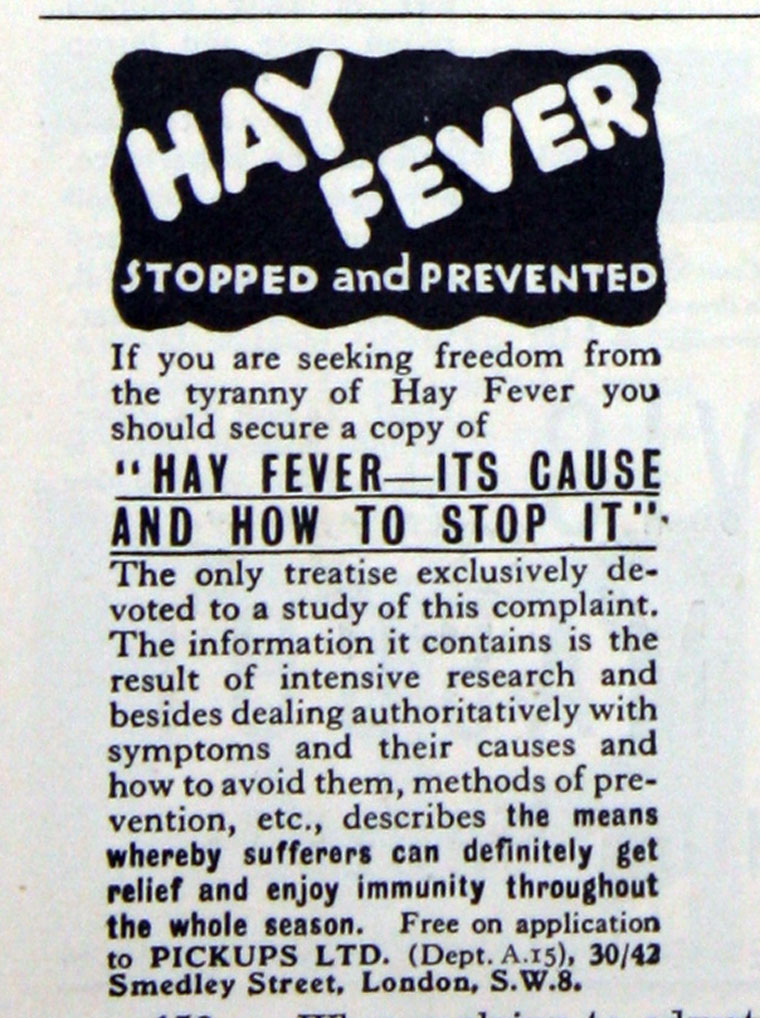 HAY
FEVER
STOPPED and PREVENTED
If you are seeking freedom from
the tyranny of Hay Fever you
should secure a copy of
"HAY FEVER—ITS CAUSE
AND HOW TO STOP IT".
The only treatise exclusively de-
voted to a study of this complaint.
The information it contains is the
result of intensive research and
besides dealing authoritatively with
symptoms and their causes and
how to avoid them, methods of pre-
vention, etc., describes the means
whereby sufferers can definitely get
relief and enjoy immunity throughout
the whole season. Free on application
to PICKUPS LTD. (Dept. A.15), 30/42
Smedley Street, London, S.W.8.